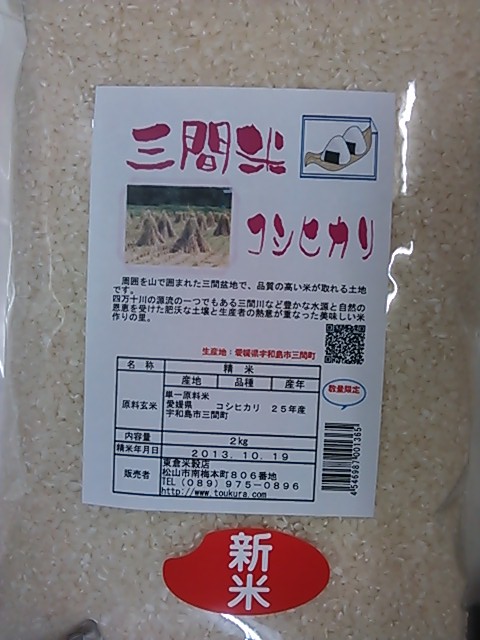 三間米
コシヒカリ
周囲を山で囲まれた三間盆地で、品質の高い米が取れる土地
です。
四万十川の源流の一つでもある三間川など豊かな水源と自然の
恩恵を受けた肥沃な土壌と生産者の熱意が重なった美味しい米
作りの里。
生産地：愛媛県宇和島市三間町
数量限定
名 称 精 米
原料玄米 産地 品種 産年
単一原料米
愛媛県 コシヒカリ 25年産
宇和島市三間町
内容量 2kg
精米年月日 2013.10.19
販売者 東倉米穀店
松山市南梅本町806番地
TEL(089)975-0896
http://www.toukura.com
4546987001365
新米